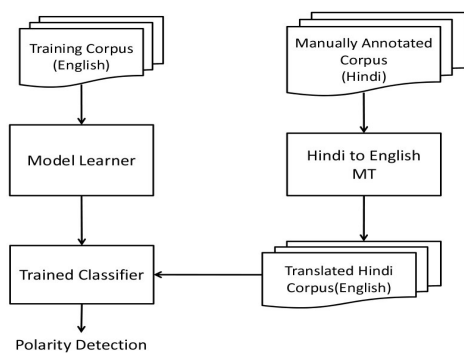 Training Corpus
(English)
Manually Annotated
Corpus
(Hindi)
Model Learner
Hindi to English
MT
Trained Classifier
Translated Hindi
Corpus(English)
Polarity Detection